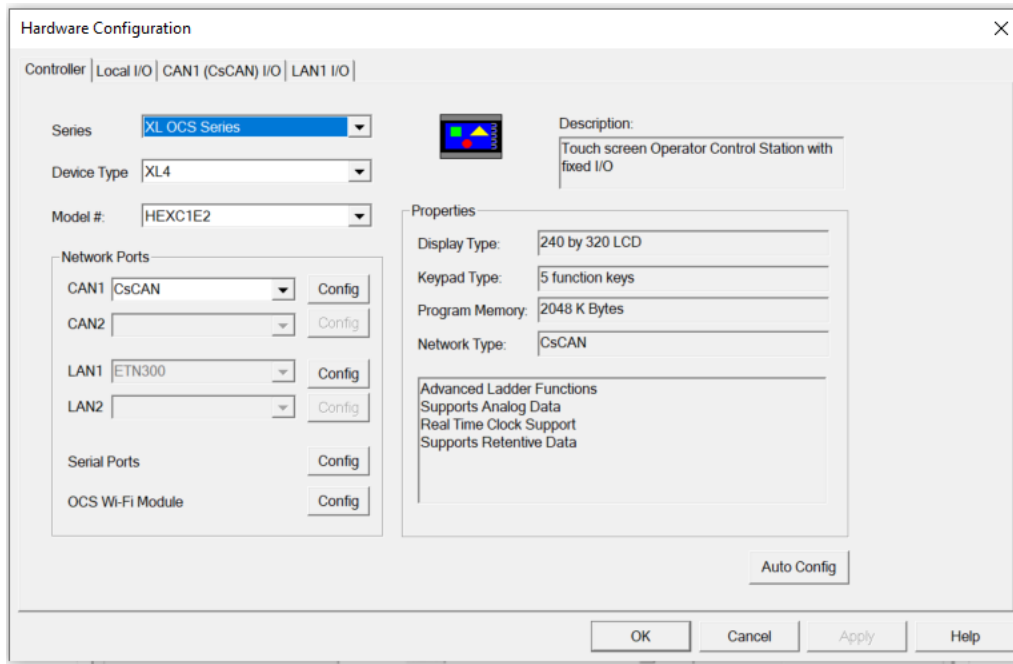 Hardware Configuration
Controller
Local I/O
CAN1 (CsCAN) I/O
LAN1 I/O
Series
XL OCS Series
Device Type
XL4
Model #:
HEXC1E2
Description:
Touch screen Operator Control Station with
fixed I/O
Network Ports
CAN1
CsCAN
Config
CAN2
Config
LAN1
ETN300
Config
LAN2
Config
Serial Ports
Config
OCS Wi-Fi Module
Config
Properties
Display Type:
240 by 320 LCD
Keypad Type:
5 function keys
Program Memory:
2048 K Bytes
Network Type:
CsCAN
Advanced Ladder Functions
Supports Analog Data
Real Time Clock Support
Supports Retentive Data
Auto Config
OK
Cancel
Apply
Help